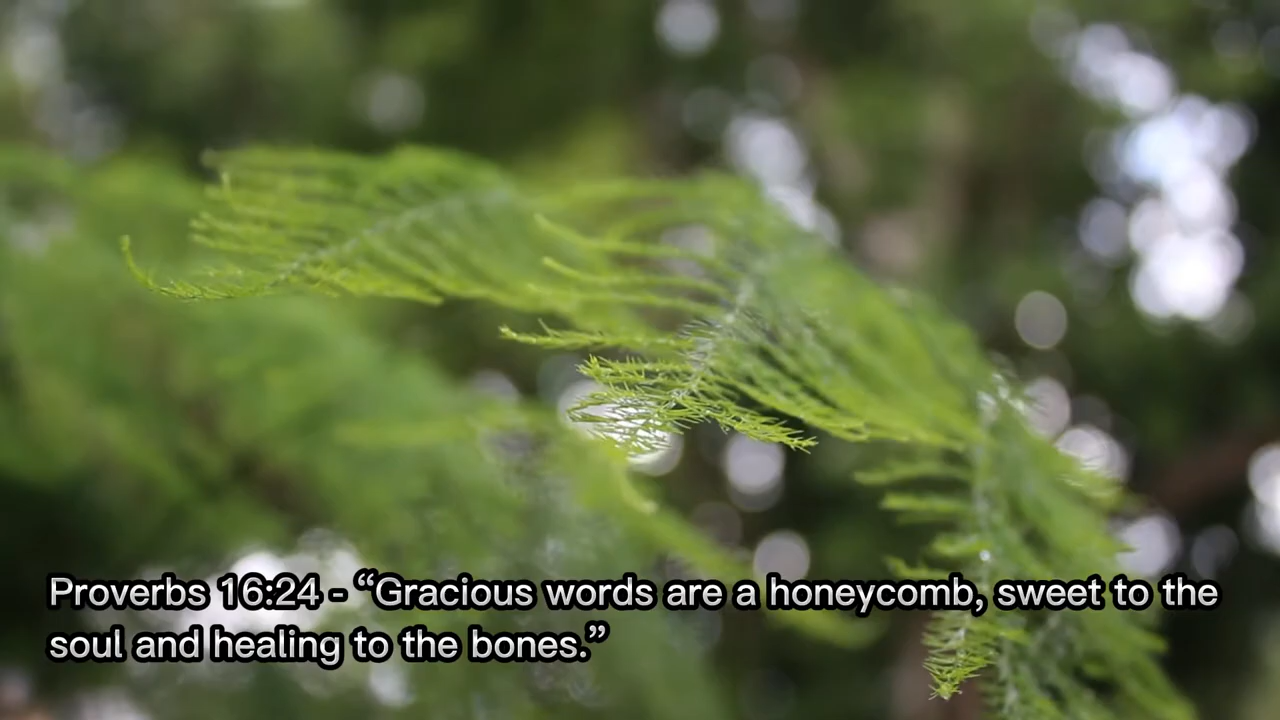 Proverbs 16:24 - “Gracious words are a honeycomb, sweet to the
soul and healing to the bones.”